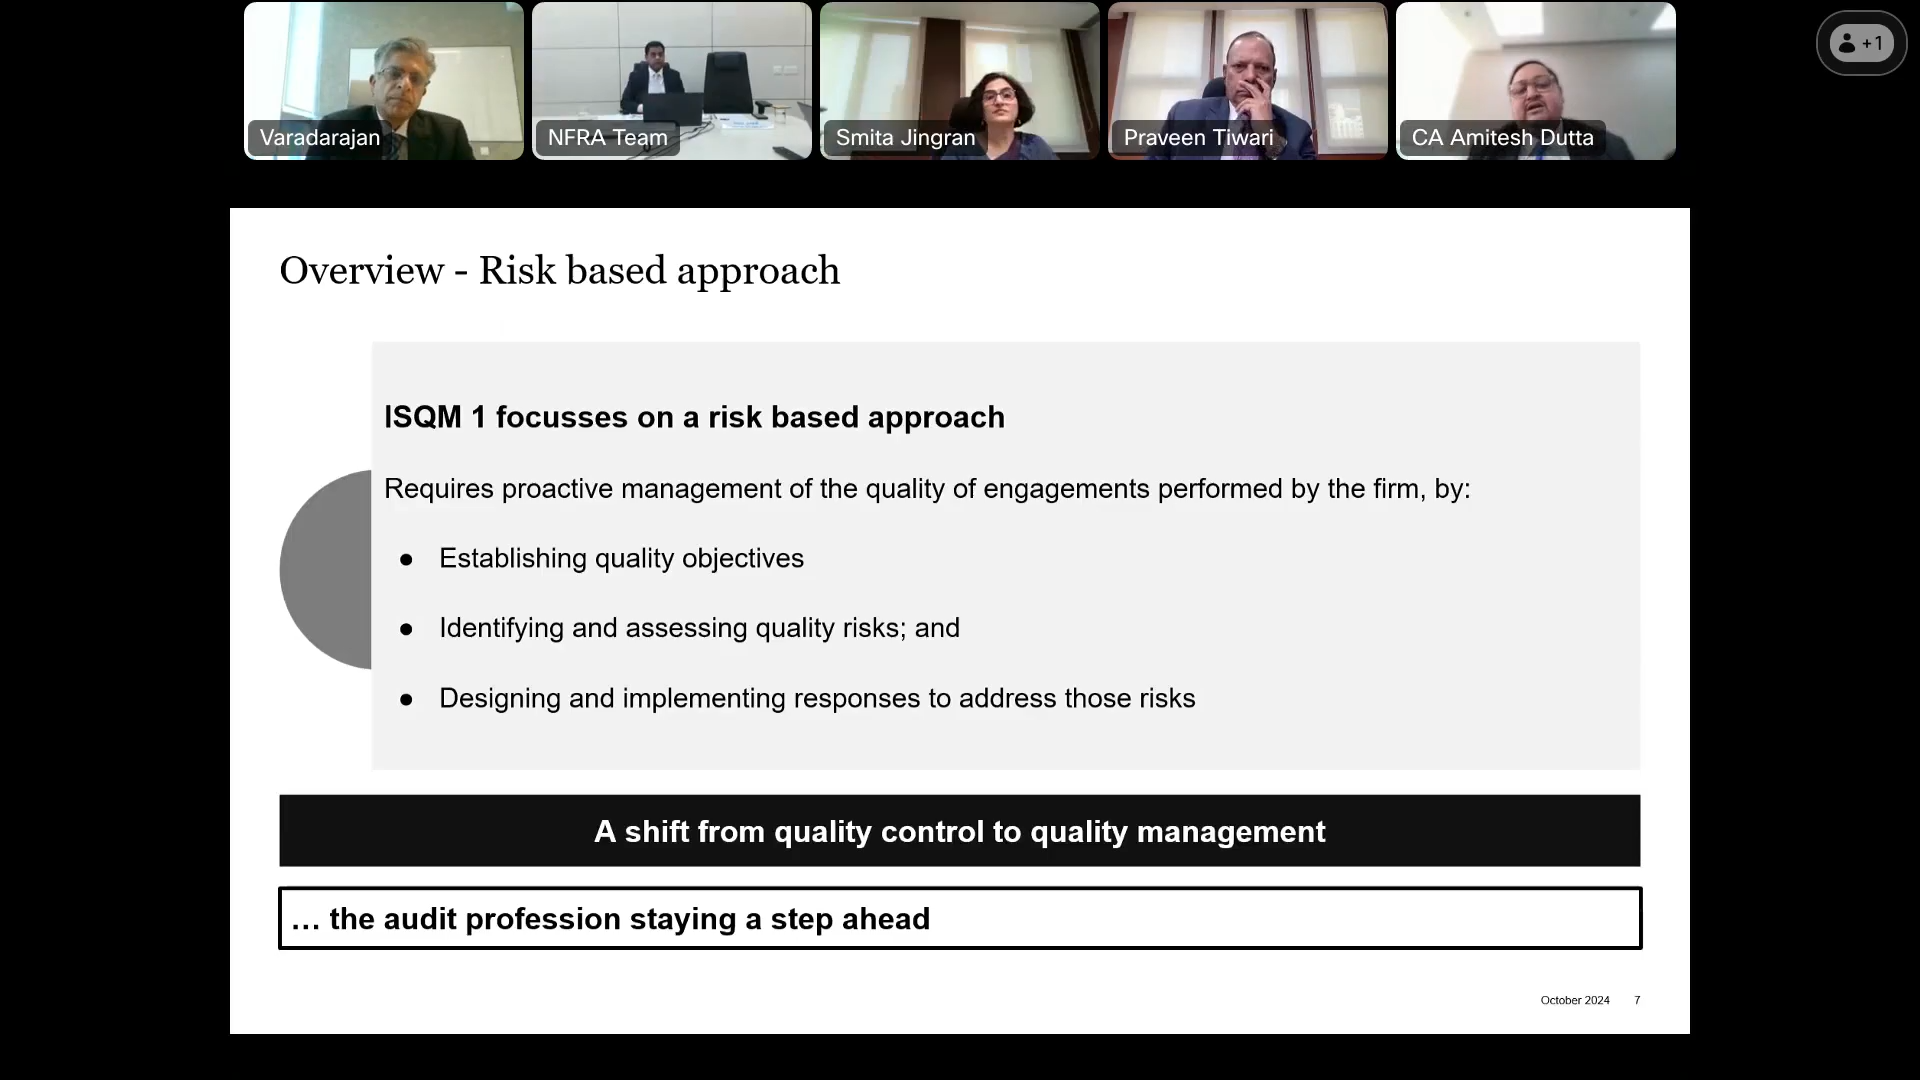 Varadarajan
NFRA Team
Smita Jingran
Praveen Tiwari
CA Amitesh Dutta
+1
Overview - Risk based approach
ISQM 1 focusses on a risk based approach
Requires proactive management of the quality of engagements performed by the firm, by:
● Establishing quality objectives
● Identifying and assessing quality risks; and
● Designing and implementing responses to address those risks
A shift from quality control to quality management
… the audit profession staying a step ahead
October 2024 7